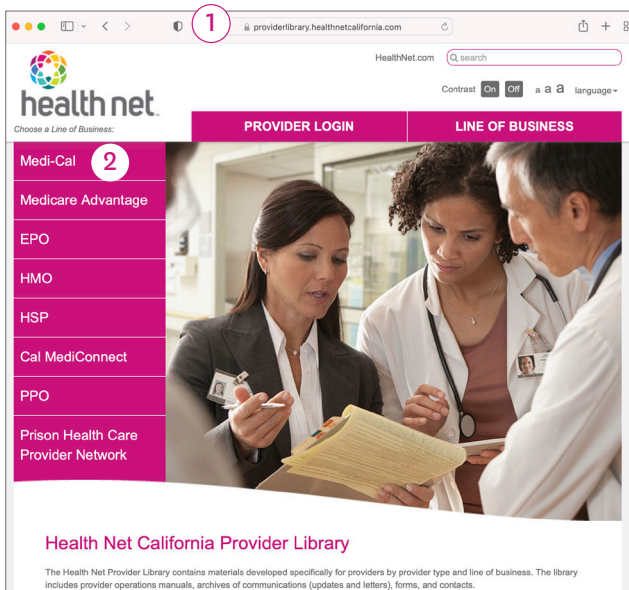 1
providerlibrary.healthnetcalifornia.com
HealthNet.com
search
Contrast On Off a a a language
health net
Choose a Line of Business:
PROVIDER LOGIN
LINE OF BUSINESS
Medi-Cal
2
Medicare Advantage
EPO
HMO
HSP
Cal MediConnect
PPO
Prison Health Care
Provider Network
Health Net California Provider Library
The Health Net Provider Library contains materials developed specifically for providers by provider type and line of business. The library
includes provider operations manuals, archives of communications (updates and letters), forms, and contacts.